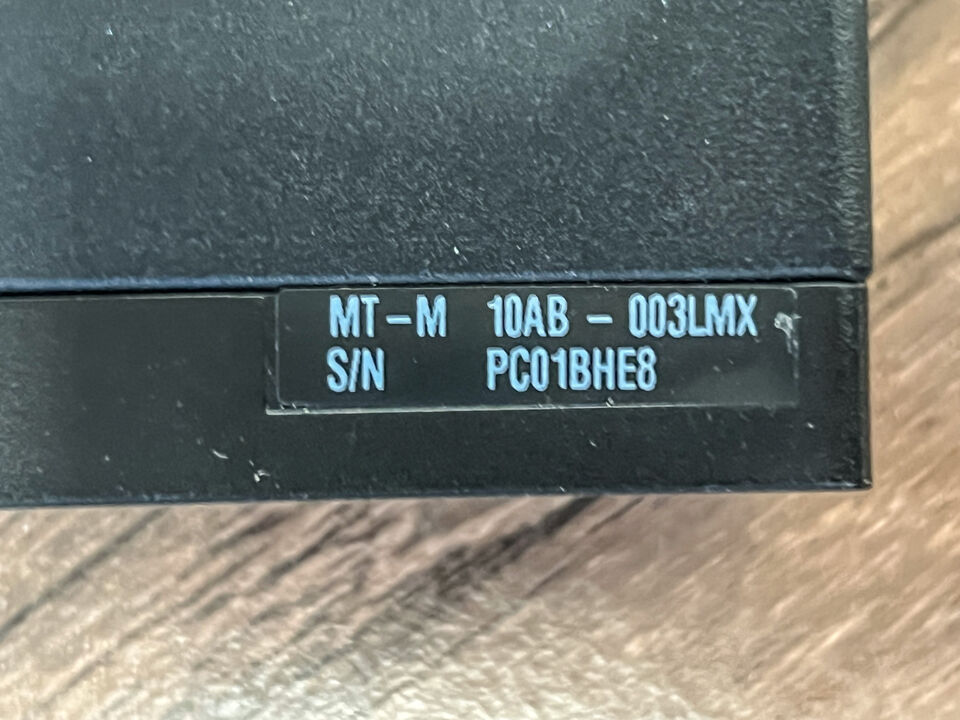 MT-M 10AB - 003LMX
S/N PC01BHE8